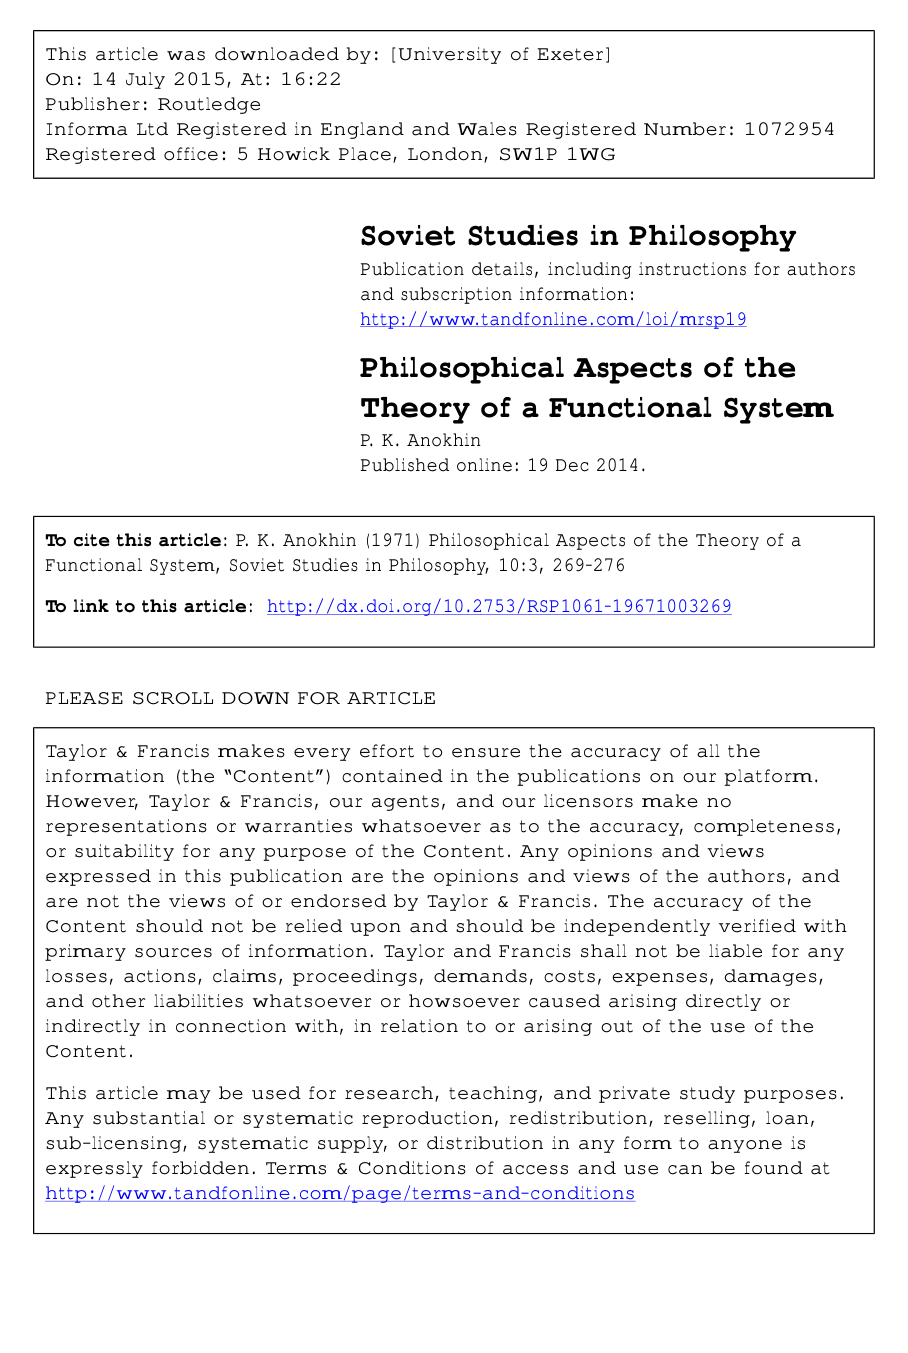 This article was downloaded by: [University of Exeter]
On: 14 July 2015, At: 16:22
Publisher: Routledge
Informa Ltd Registered in England and Wales Registered Number: 1072954
Registered office: 5 Howick Place, London, SW1P 1WG
Soviet Studies in Philosophy
Publication details, including instructions for authors
and subscription information:
http://www.tandfonline.com/loi/mrsp19
Philosophical Aspects of the
Theory of a Functional System
P. K. Anokhin
Published online: 19 Dec 2014.
To cite this article: P. K. Anokhin (1971) Philosophical Aspects of the Theory of a
Functional System, Soviet Studies in Philosophy, 10:3, 269-276
To link to this article: http://dx.doi.org/10.2753/RSP1061-19671003269
PLEASE SCROLL DOWN FOR ARTICLE
Taylor & Francis makes every effort to ensure the accuracy of all the
information (the “Content”) contained in the publications on our platform.
However, Taylor & Francis, our agents, and our licensors make no
representations or warranties whatsoever as to the accuracy, completeness,
or suitability for any purpose of the Content. Any opinions and views
expressed in this publication are the opinions and views of the authors, and
are not the views of or endorsed by Taylor & Francis. The accuracy of the
Content should not be relied upon and should be independently verified with
primary sources of information. Taylor and Francis shall not be liable for any
losses, actions, claims, proceedings, demands, costs, expenses, damages,
and other liabilities whatsoever or howsoever caused arising directly or
indirectly in connection with, in relation to or arising out of the use of the
Content.
This article may be used for research, teaching, and private study purposes.
Any substantial or systematic reproduction, redistribution, reselling, loan,
sub-licensing, systematic supply, or distribution in any form to anyone is
expressly forbidden. Terms & Conditions of access and use can be found at
http://www.tandfonline.com/page/terms-and-conditions